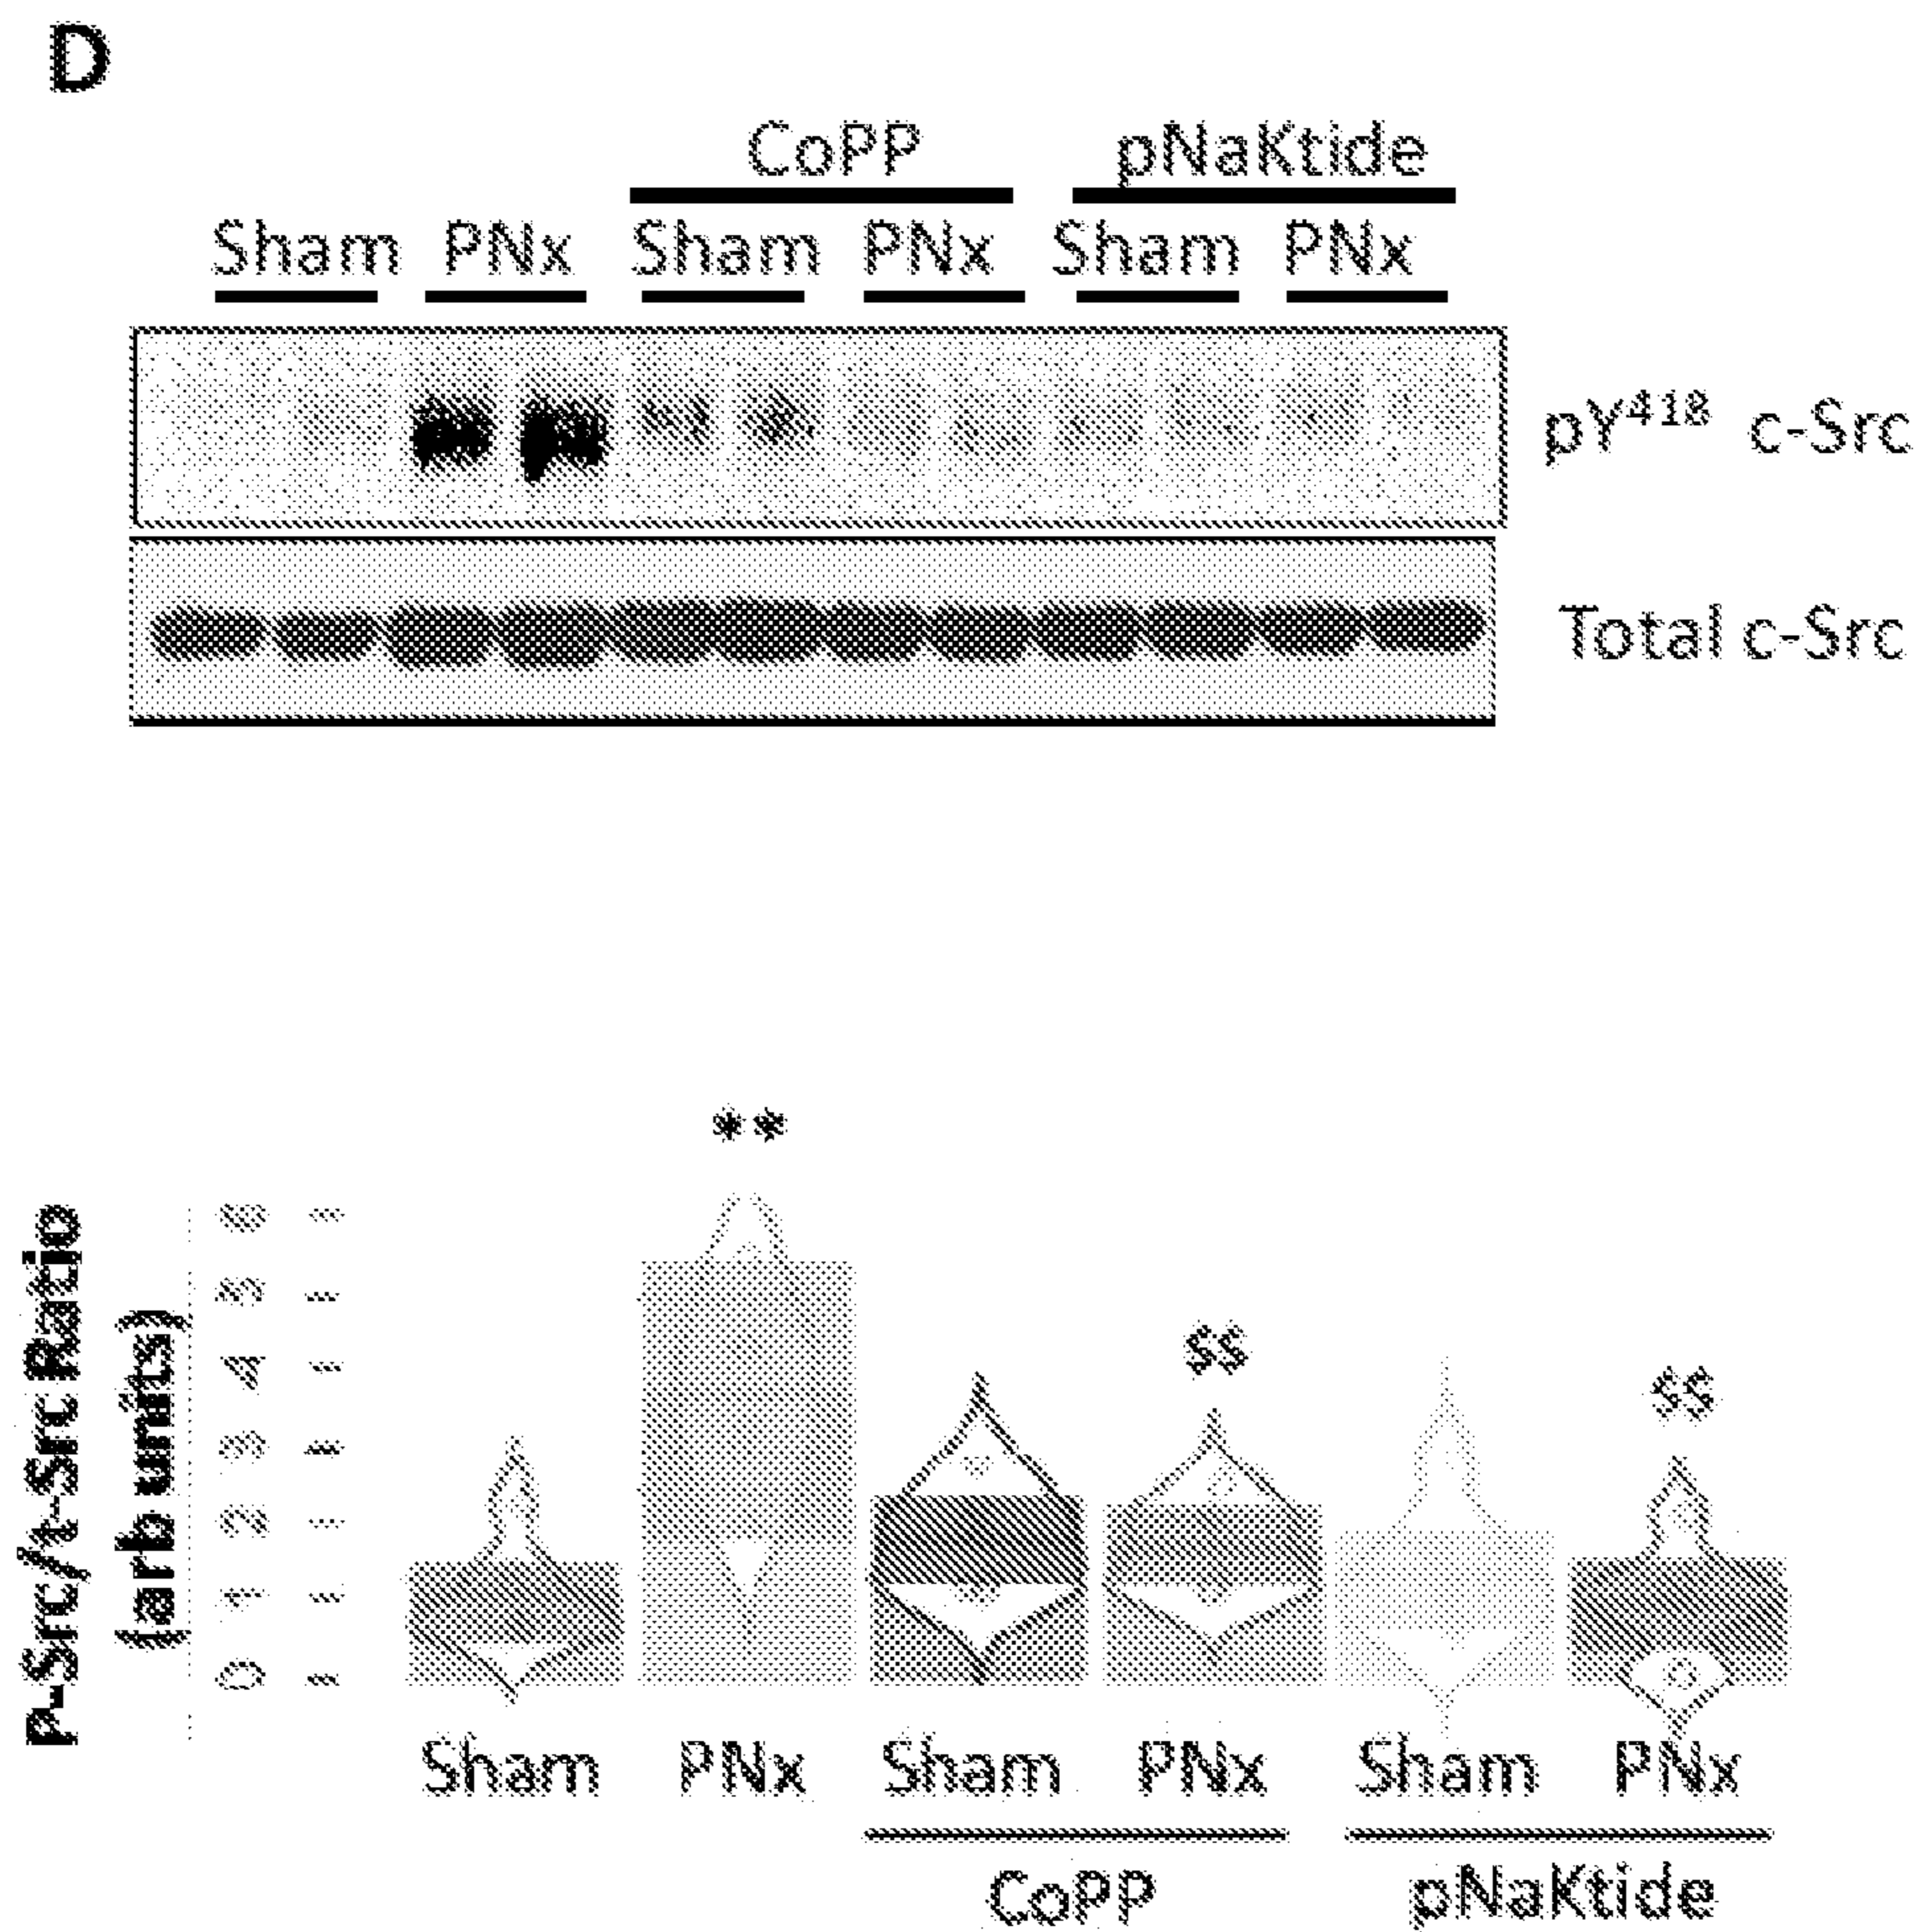 D
CoPP pNaKtide
Sham PNx Sham PNx Sham PNx
pY⁴¹⁸ c-Src
Total c-Src
**
P-Src/t-Src Ratio
(arb units)
6
5
4
3
2
1
0
$$
$$
Sham PNx Sham PNx Sham PNx
CoPP pNaKtide